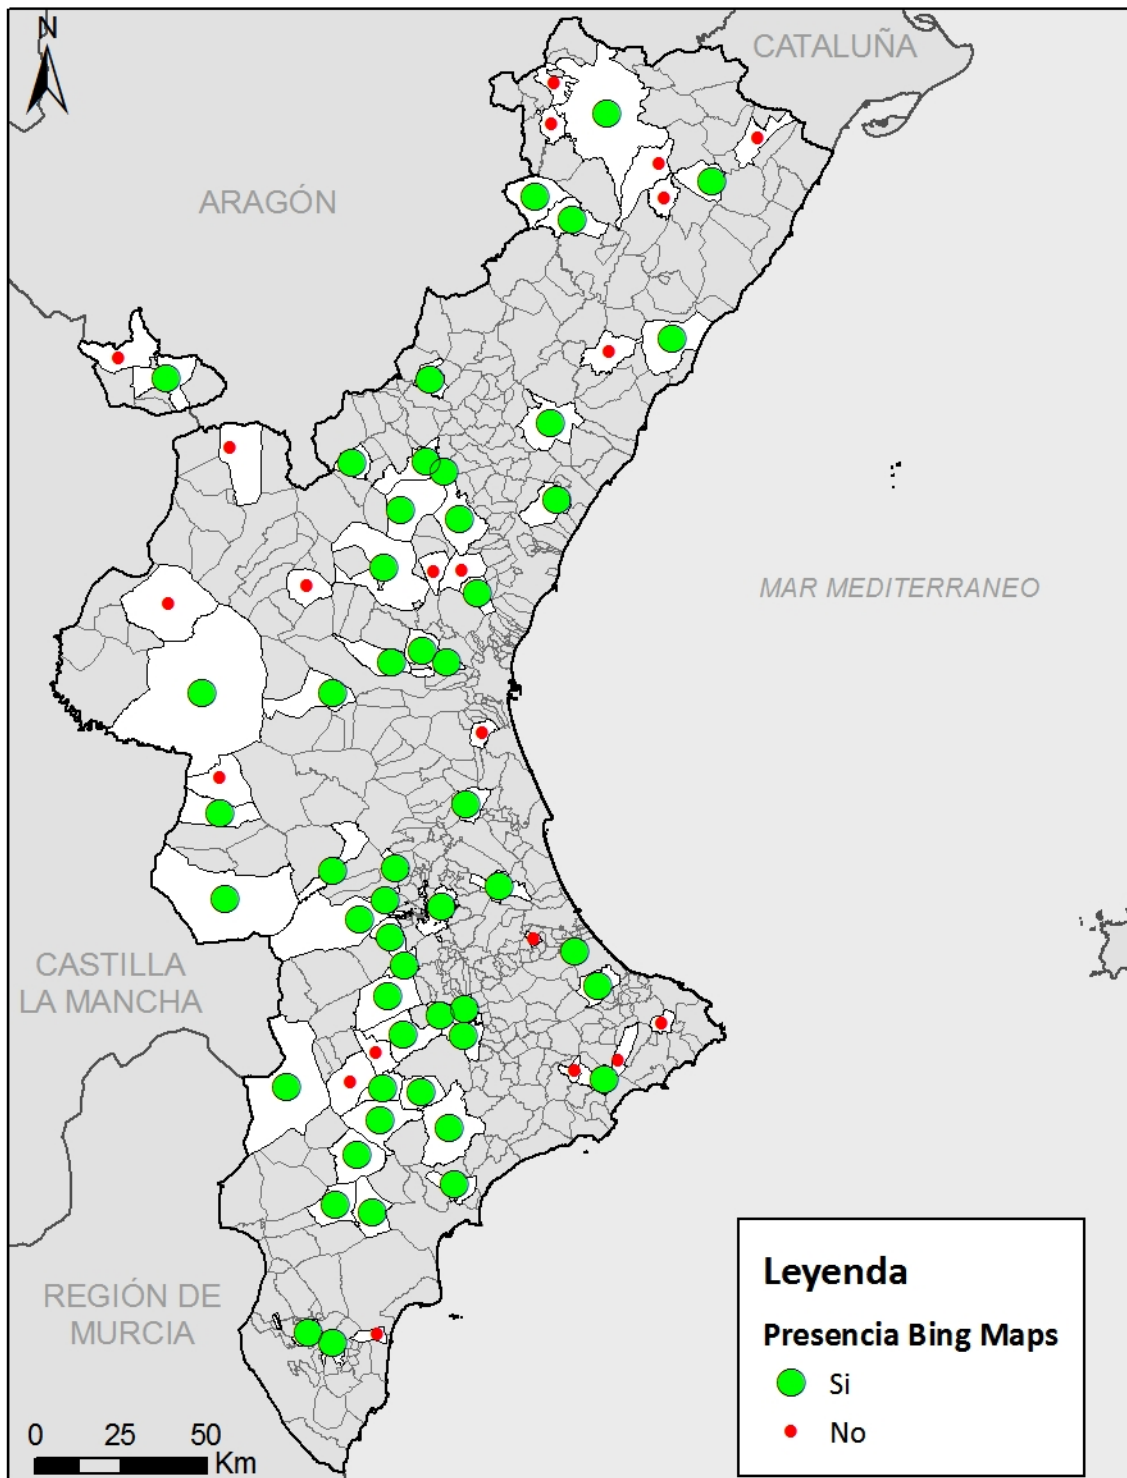 N
CATALUÑA
ARAGÓN
MAR MEDITERRANEO
CASTILLA
LA MANCHA
REGIÓN DE
MURCIA
Leyenda
Presencia Bing Maps
Si
No
0 25 50
Km